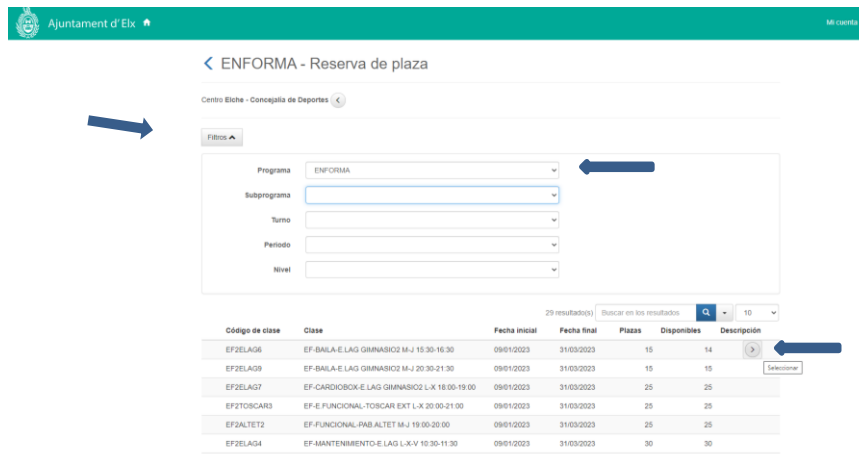 Ajuntament d'Elx Mi cuenta
ENFORMA - Reserva de plaza
Centro Elche - Concejalía de Deportes
Filtros
Programa ENFORMA
Subprograma
Turno
Periodo
Nivel
29 resultado(s) Buscar en los resultados 10
Código de clase Clase Fecha inicial Fecha final Plazas Disponibles Descripción
EF2ELAG6 EF-BAILA-E.LAG GIMNASIO2 M-J 15:30-16:30 09/01/2023 31/03/2023 15 14
Seleccionar
EF2ELAG9 EF-BAILA-E.LAG GIMNASIO2 M-J 20:30-21:30 09/01/2023 31/03/2023 15 15
EF2ELAG7 EF-CARDIOBOX-E.LAG GIMNASIO2 L-X 18:00-19:00 09/01/2023 31/03/2023 25 25
EF2TOSCAR3 EF-E.FUNCIONAL-TOSCAR EXT L-X 20:00-21:00 09/01/2023 31/03/2023 25 25
EF2ALTET2 EF-FUNCIONAL-PAB.ALTET M-J 19:00-20:00 09/01/2023 31/03/2023 25 25
EF2ELAG4 EF-MANTENIMIENTO-E.LAG L-X-V 10:30-11:30 09/01/2023 31/03/2023 30 30